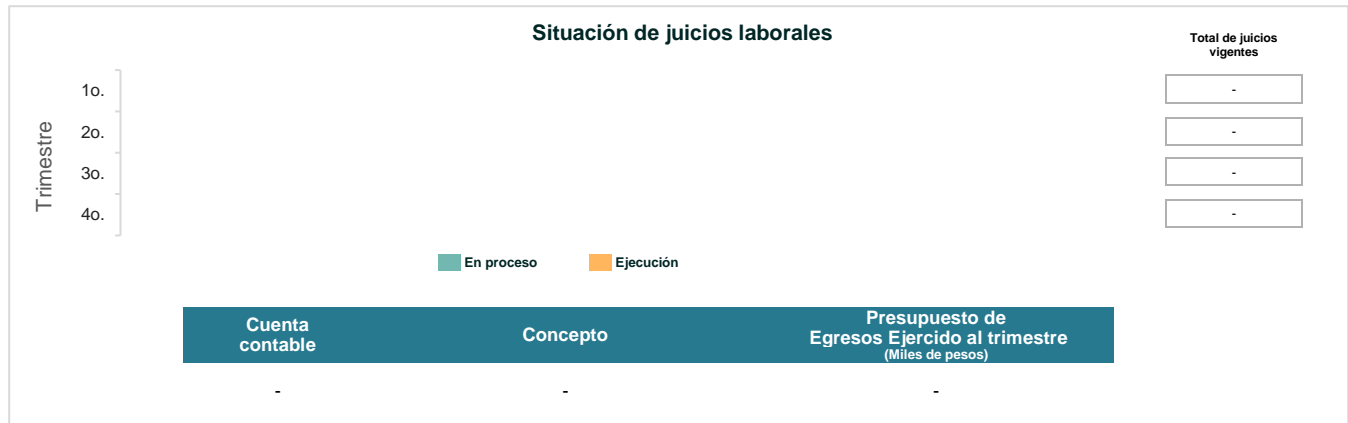 Situación de juicios laborales
Total de juicios
vigentes
Trimestre
1o.
-
2o.
-
3o.
-
4o.
-
En proceso
Ejecución
Cuenta
contable
Concepto
Presupuesto de
Egresos Ejercido al trimestre
(Miles de pesos)
-
-
-